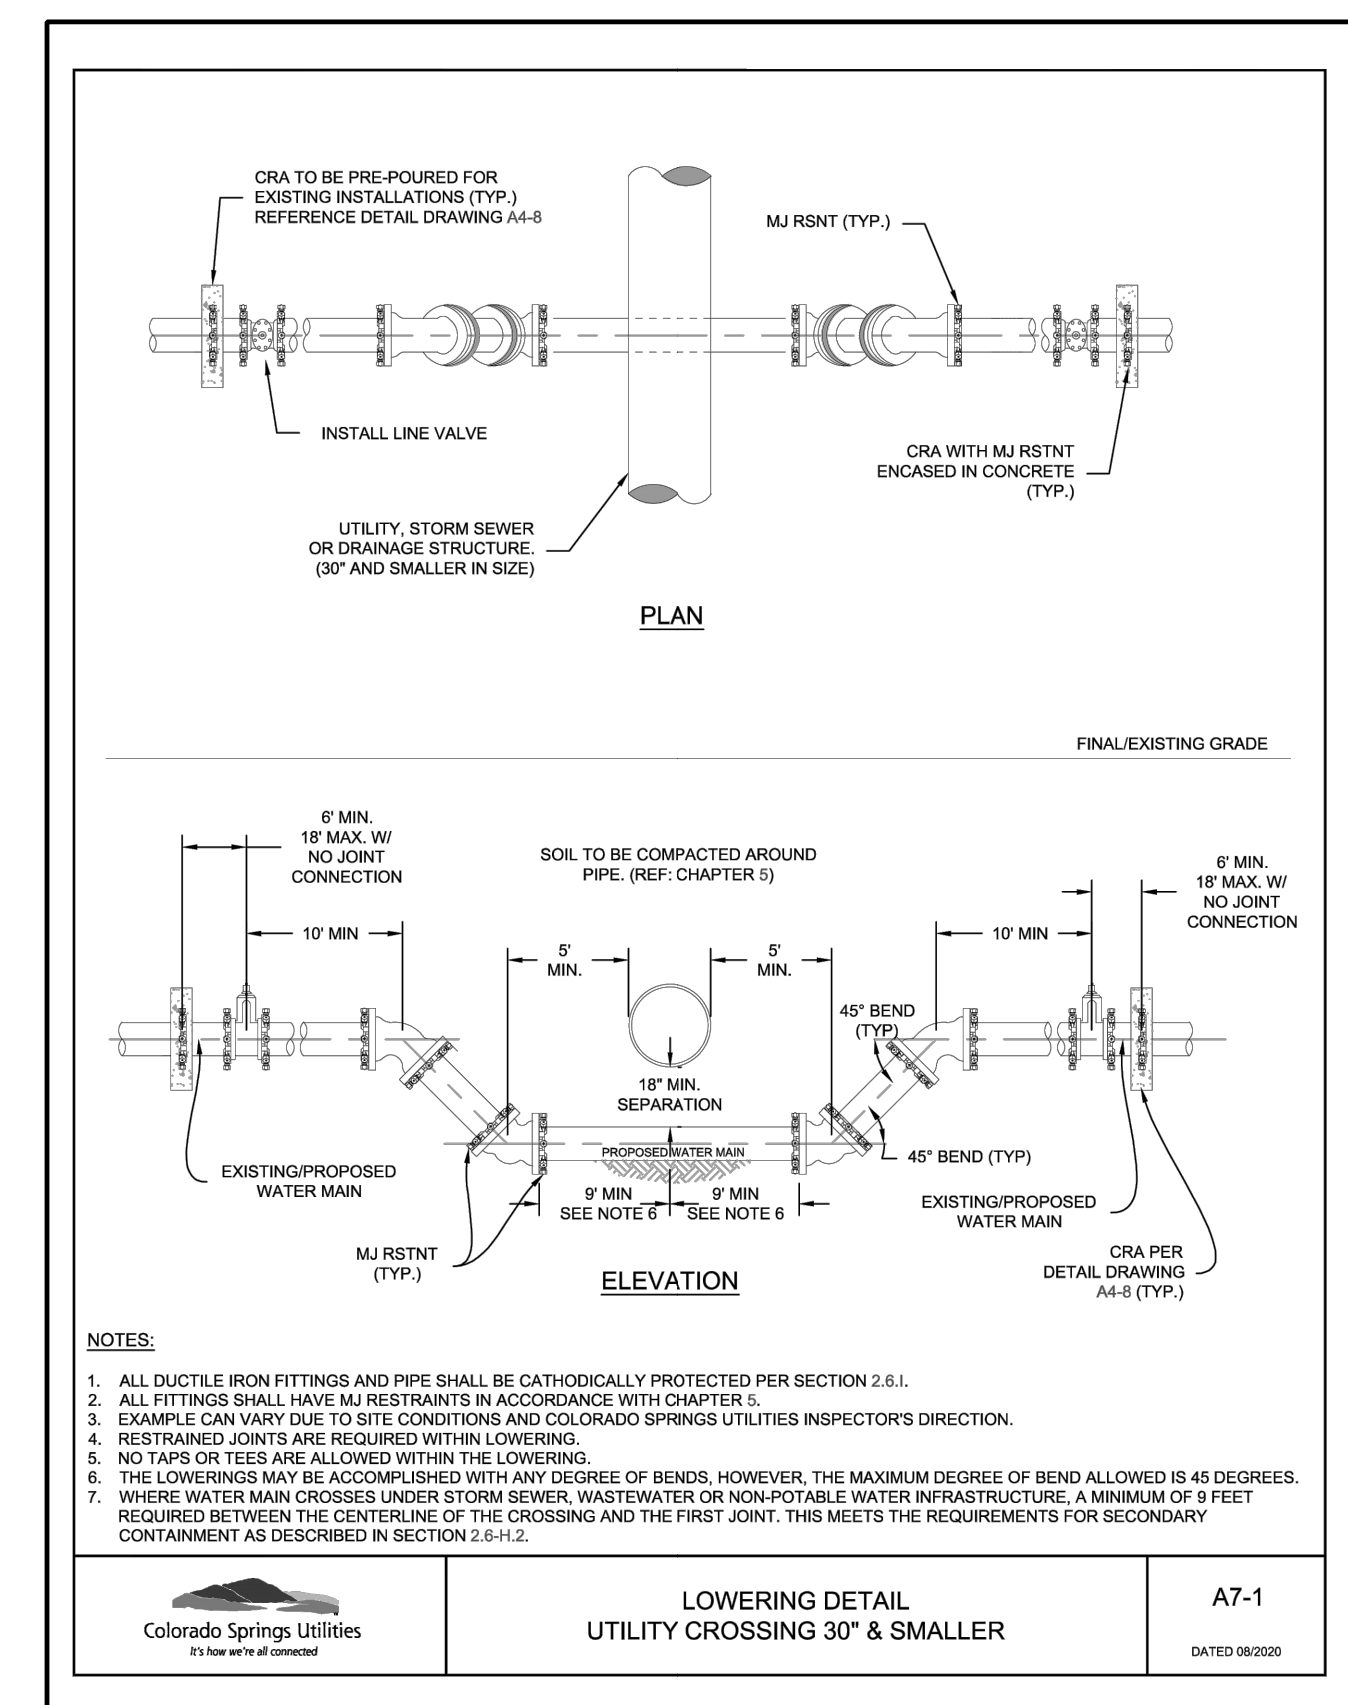 CRA TO BE PRE-POURED FOR
EXISTING INSTALLATIONS (TYP.)
REFERENCE DETAIL DRAWING A4-8
MJ RSNT (TYP.)
INSTALL LINE VALVE
CRA WITH MJ RSTNT
ENCASED IN CONCRETE
(TYP.)
UTILITY, STORM SEWER
OR DRAINAGE STRUCTURE.
(30" AND SMALLER IN SIZE)
PLAN
FINAL/EXISTING GRADE
6' MIN.
18' MAX. W/
NO JOINT
CONNECTION
SOIL TO BE COMPACTED AROUND
PIPE. (REF: CHAPTER 5)
6' MIN.
18' MAX. W/
NO JOINT
CONNECTION
10' MIN
10' MIN
5'
MIN.
5'
MIN.
45° BEND
(TYP)
18" MIN.
SEPARATION
PROPOSED WATER MAIN
45° BEND (TYP)
EXISTING/PROPOSED
WATER MAIN
9' MIN
SEE NOTE 6
9' MIN
SEE NOTE 6
EXISTING/PROPOSED
WATER MAIN
MJ RSTNT
(TYP.)
CRA PER
DETAIL DRAWING
A4-8 (TYP.)
ELEVATION
NOTES:
1. ALL DUCTILE IRON FITTINGS AND PIPE SHALL BE CATHODICALLY PROTECTED PER SECTION 2.6.I.
2. ALL FITTINGS SHALL HAVE MJ RESTRAINTS IN ACCORDANCE WITH CHAPTER 5.
3. EXAMPLE CAN VARY DUE TO SITE CONDITIONS AND COLORADO SPRINGS UTILITIES INSPECTOR'S DIRECTION.
4. RESTRAINED JOINTS ARE REQUIRED WITHIN LOWERING.
5. NO TAPS OR TEES ARE ALLOWED WITHIN THE LOWERING.
6. THE LOWERINGS MAY BE ACCOMPLISHED WITH ANY DEGREE OF BENDS, HOWEVER, THE MAXIMUM DEGREE OF BEND ALLOWED IS 45 DEGREES.
7. WHERE WATER MAIN CROSSES UNDER STORM SEWER, WASTEWATER OR NON-POTABLE WATER INFRASTRUCTURE, A MINIMUM OF 9 FEET
REQUIRED BETWEEN THE CENTERLINE OF THE CROSSING AND THE FIRST JOINT. THIS MEETS THE REQUIREMENTS FOR SECONDARY
CONTAINMENT AS DESCRIBED IN SECTION 2.6-H.2.
Colorado Springs Utilities
It's how we're all connected
LOWERING DETAIL
UTILITY CROSSING 30" & SMALLER
A7-1
DATED 08/2020